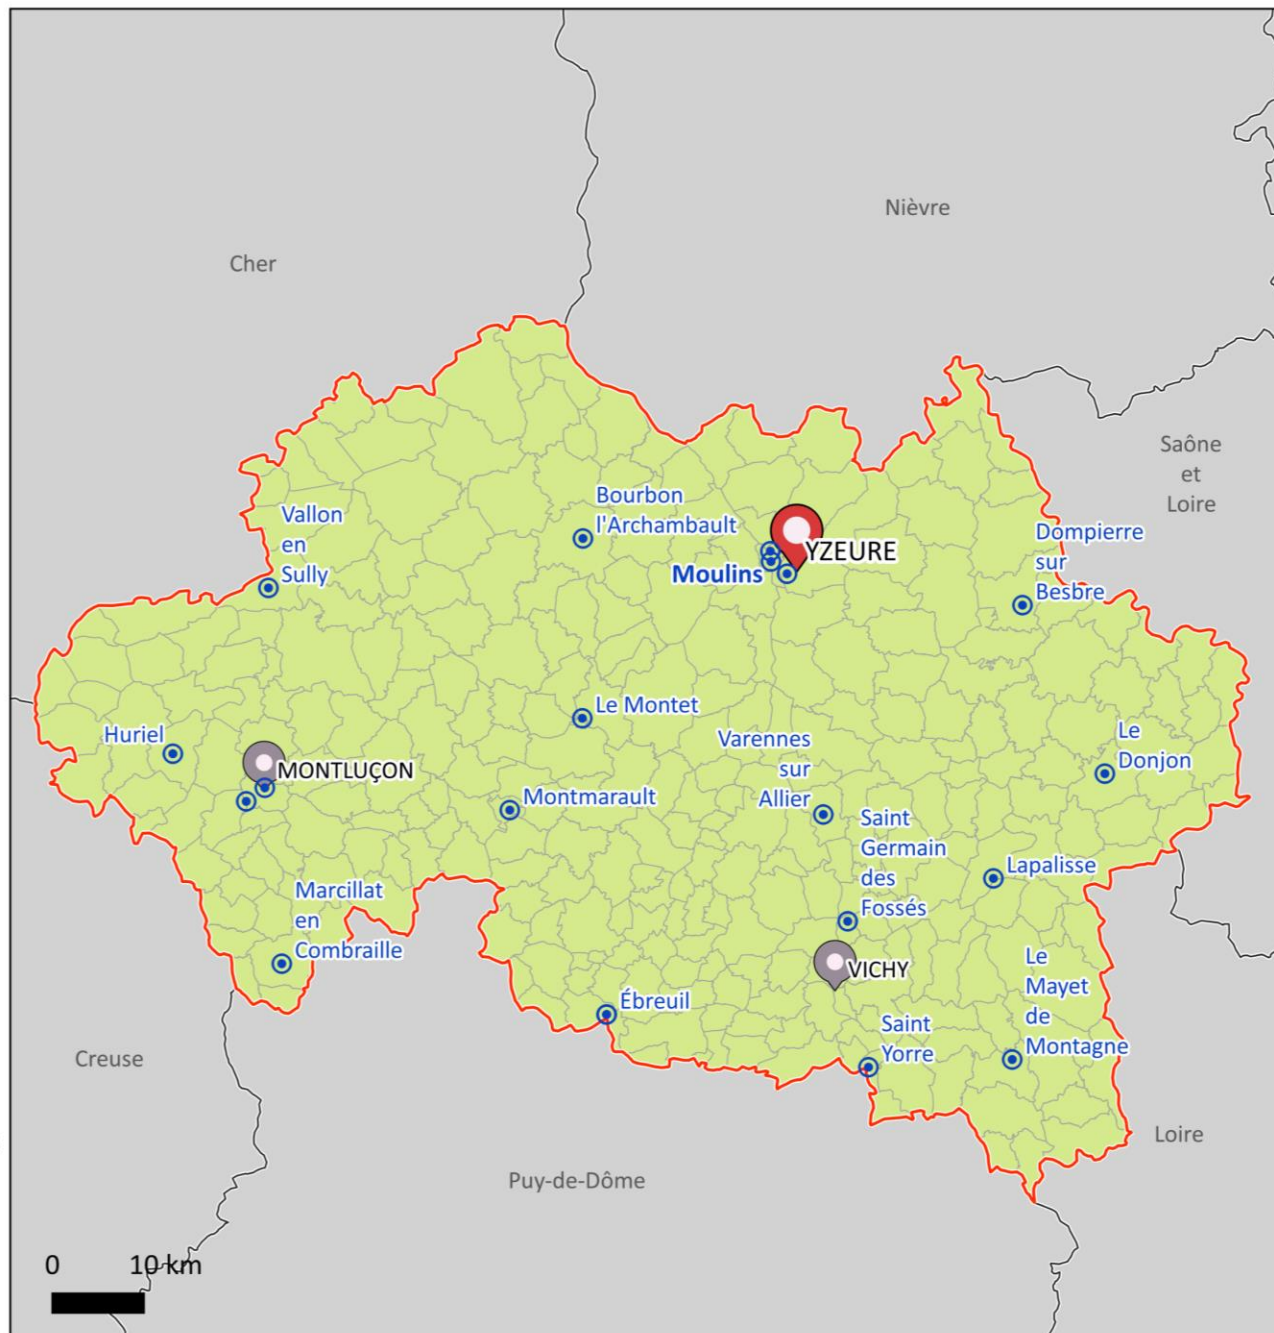 Nièvre
Cher
Saône
et
Loire
Bourbon
l'Archambault
Vallon
en
Sully
YZEURE
Moulins
Dompierre
sur
Besbre
Le Montet
Huriel
MONTLUÇON
Varennes
sur
Allier
Le
Donjon
Montmarault
Saint
Germain
des
Fossés
Lapalisse
Marcillat
en
Combraille
VICHY
Le
Mayet
de
Montagne
Ébreuil
Saint
Yorre
Creuse
Loire
Puy-de-Dôme
0 10 km